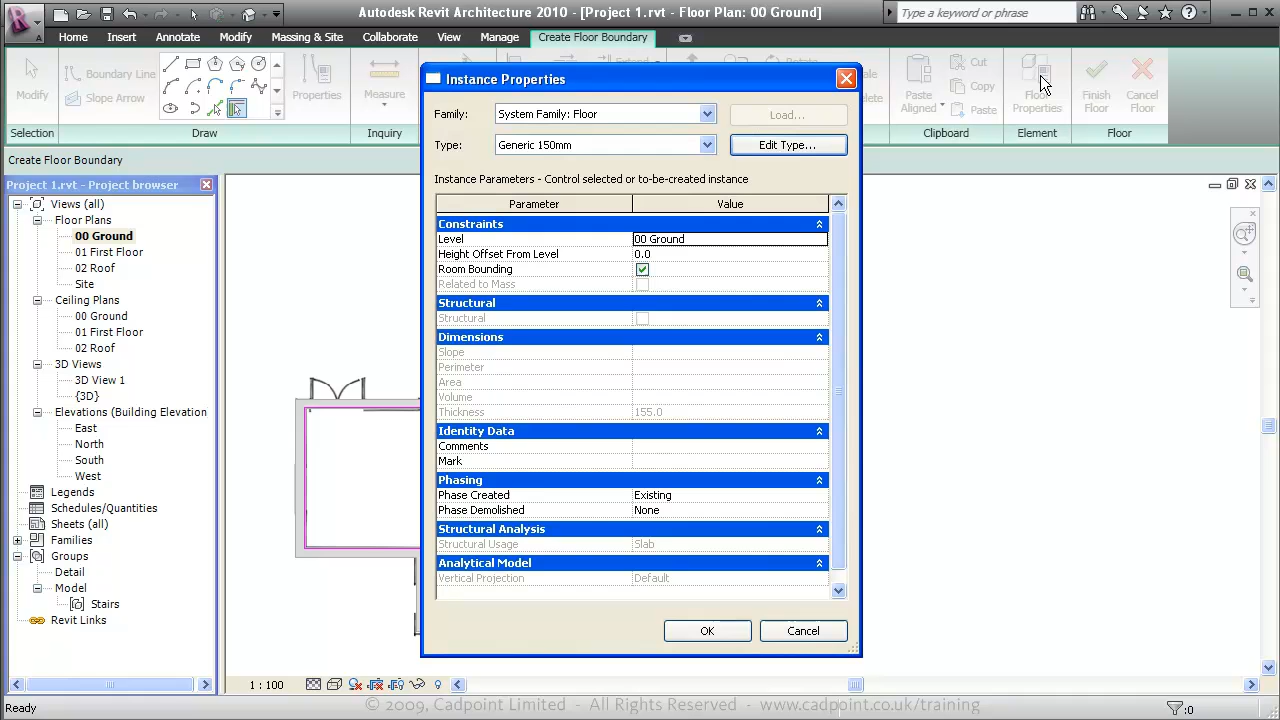 Autodesk Revit Architecture 2010 - [Project 1.rvt - Floor Plan: 00 Ground]
Type a keyword or phrase
Home Insert Annotate Modify Massing & Site Collaborate View Manage Create Floor Boundary
Modify
Boundary Line
Slope Arrow
Properties
Measure
Paste
Aligned
Cut
Copy
Paste
Floor
Properties
Finish
Floor
Cancel
Floor
Selection Draw Inquiry Clipboard Element Floor
Create Floor Boundary
Project 1.rvt - Project browser
Views (all)
Floor Plans
00 Ground
01 First Floor
02 Roof
Site
Ceiling Plans
00 Ground
01 First Floor
02 Roof
3D Views
3D View 1
{3D}
Elevations (Building Elevation
East
North
South
West
Legends
Schedules/Quantities
Sheets (all)
Families
Groups
Detail
Model
Stairs
Revit Links
Instance Properties
Family: System Family: Floor Load...
Type: Generic 150mm Edit Type...
Instance Parameters - Control selected or to-be-created instance
Parameter Value
Constraints
Level 00 Ground
Height Offset From Level 0.0
Room Bounding
Related to Mass
Structural
Structural
Dimensions
Slope
Perimeter
Area
Volume
Thickness 155.0
Identity Data
Comments
Mark
Phasing
Phase Created Existing
Phase Demolished None
Structural Analysis
Structural Usage Slab
Analytical Model
Vertical Projection Default
OK Cancel
1 : 100
Ready
© 2009, Cadpoint Limited - All Rights Reserved - www.cadpoint.co.uk/training
:0